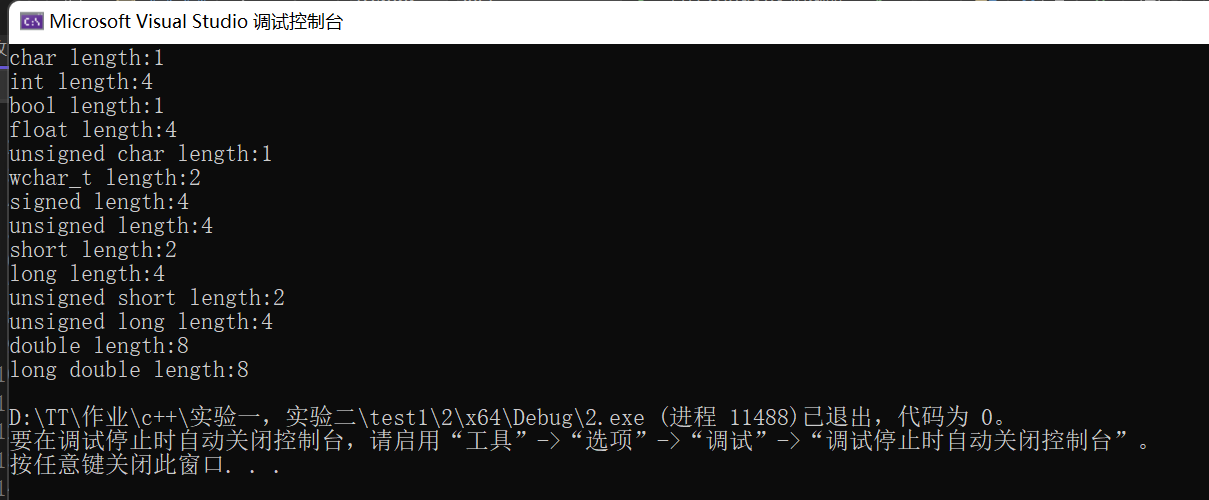 Microsoft Visual Studio 调试控制台
char length:1
int length:4
bool length:1
float length:4
unsigned char length:1
wchar_t length:2
signed length:4
unsigned length:4
short length:2
long length:4
unsigned short length:2
unsigned long length:4
double length:8
long double length:8
D:\TT\作业\c++\实验一，实验二\test1\2\x64\Debug\2.exe (进程 11488)已退出，代码为 0。
要在调试停止时自动关闭控制台，请启用“工具”->“选项”->“调试”->“调试停止时自动关闭控制台”。
按任意键关闭此窗口. . .